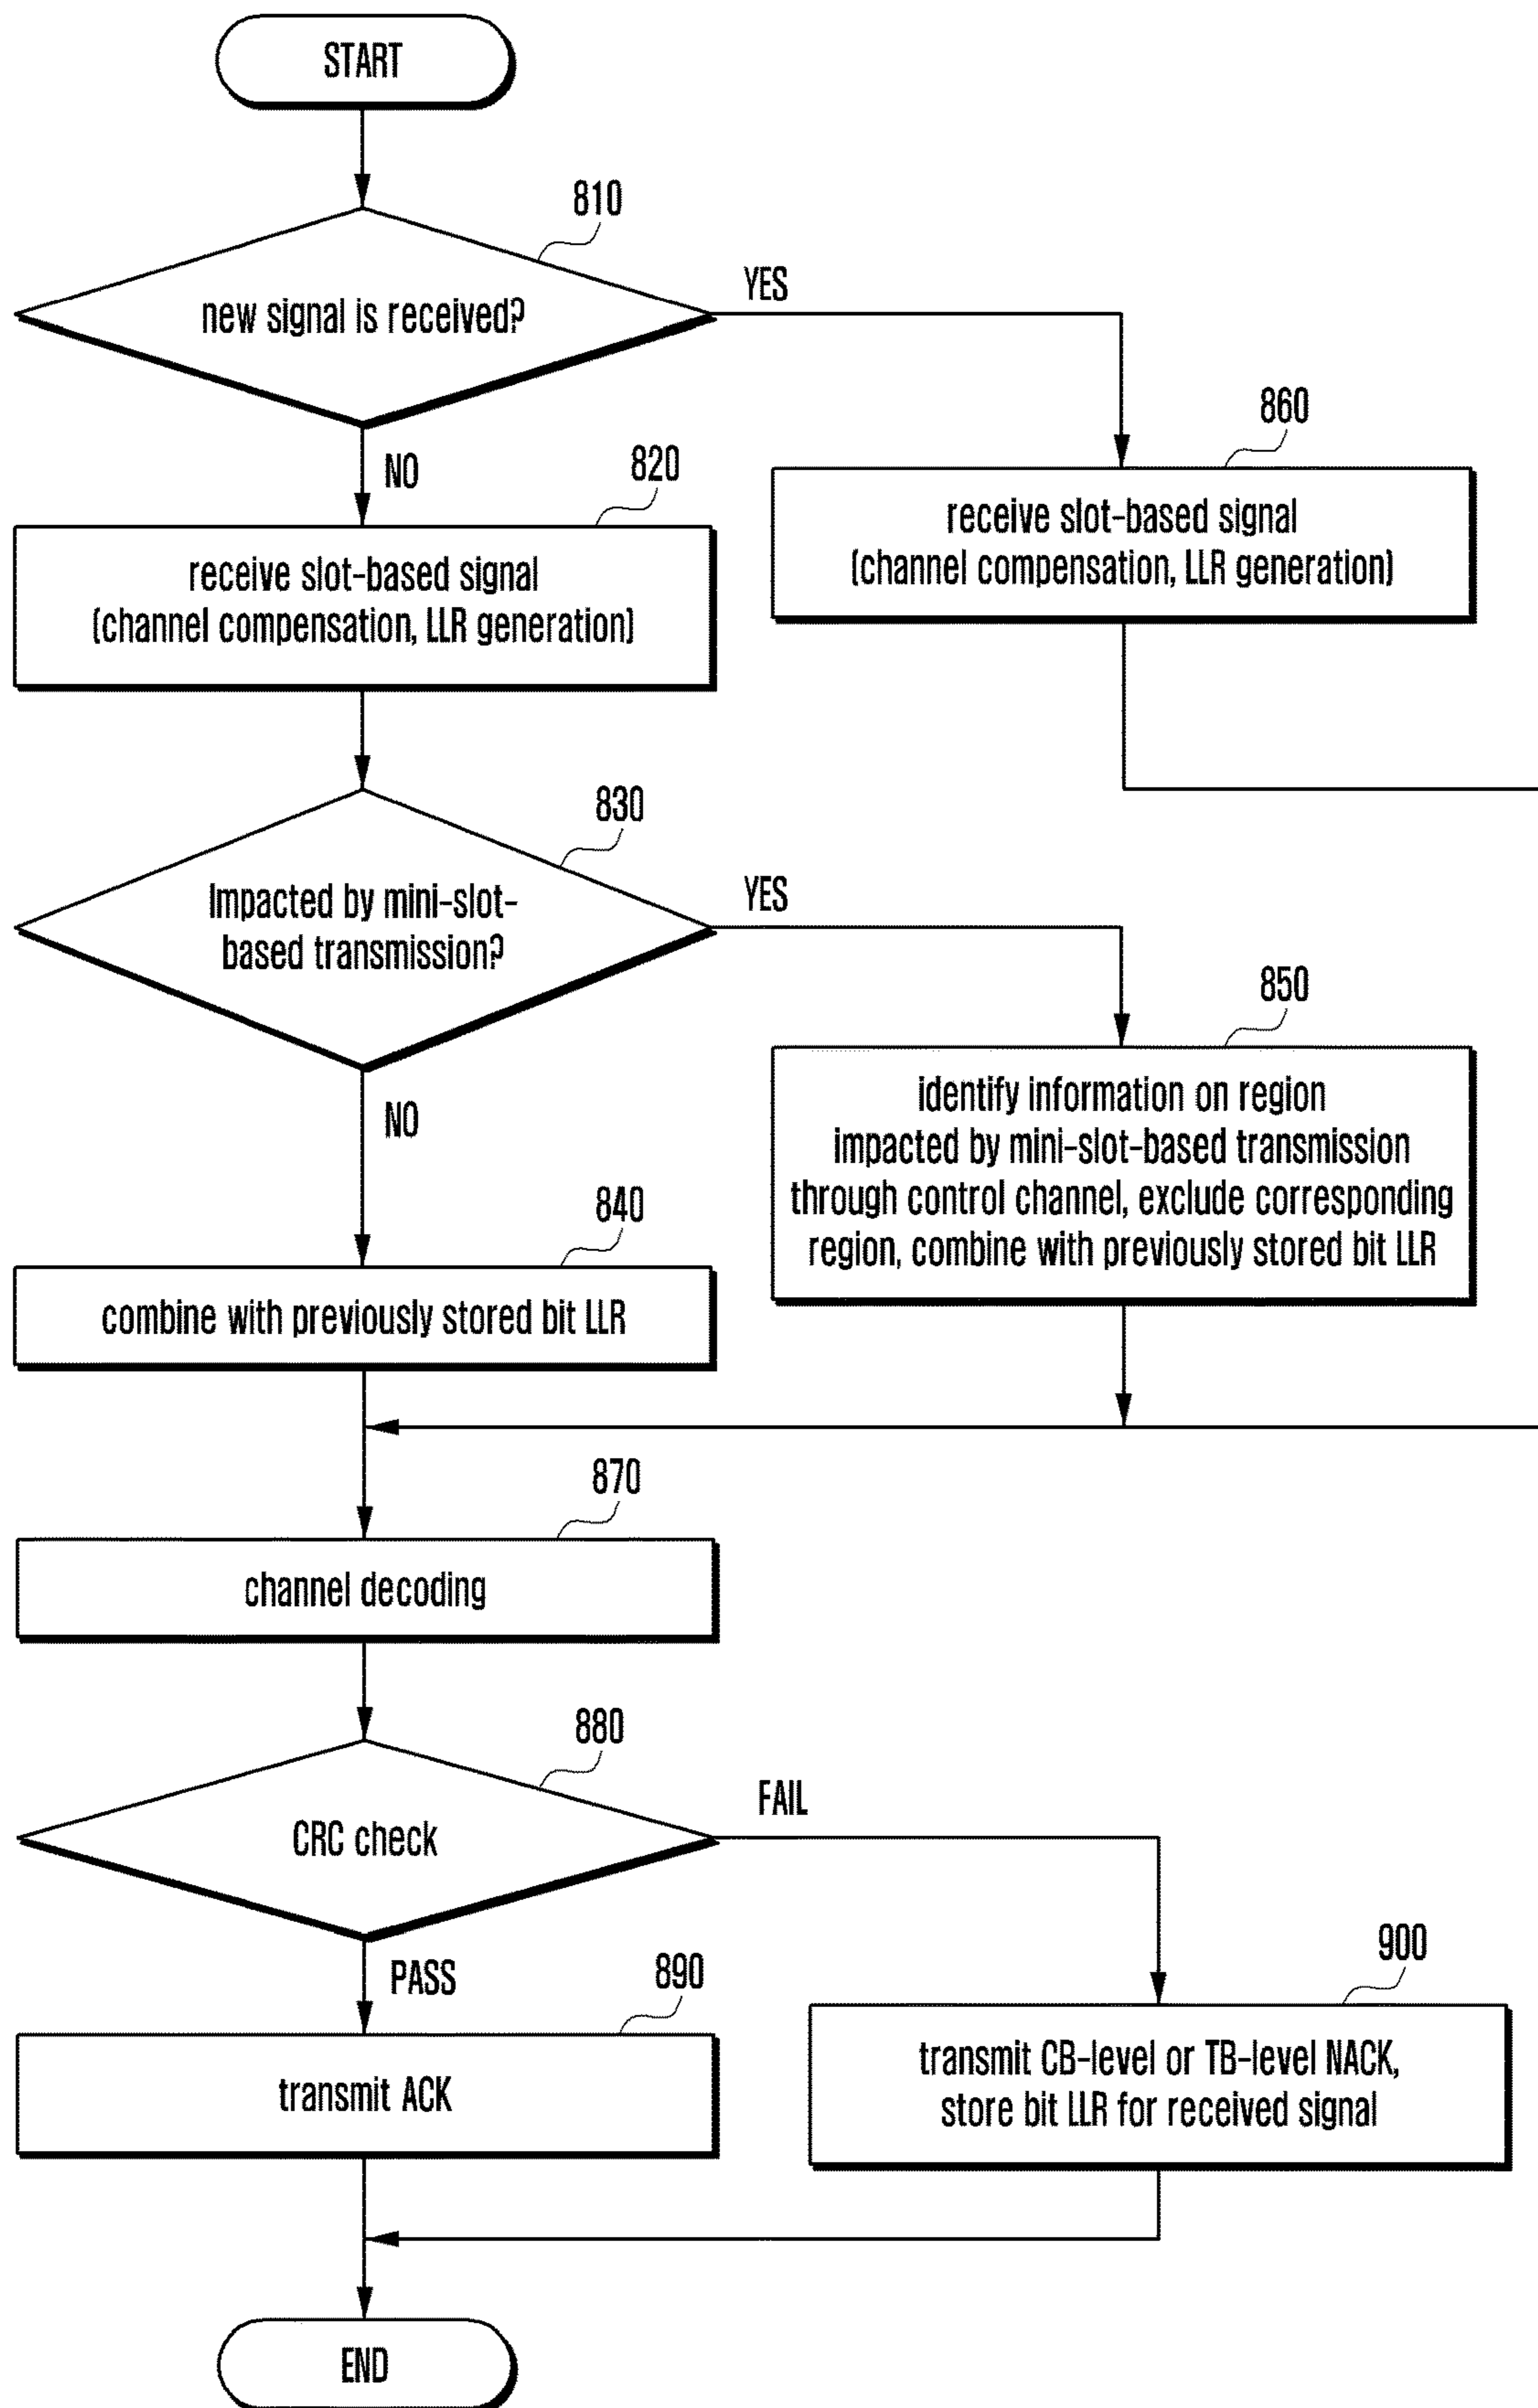 START
810
new signal is received?
YES
NO
820
receive slot-based signal
(channel compensation, LLR generation)
860
receive slot-based signal
(channel compensation, LLR generation)
830
Impacted by mini-slot-
based transmission?
YES
NO
850
identify information on region
impacted by mini-slot-based transmission
through control channel, exclude corresponding
region, combine with previously stored bit LLR
840
combine with previously stored bit LLR
870
channel decoding
880
CRC check
FAIL
PASS
890
transmit ACK
900
transmit CB-level or TB-level NACK,
store bit LLR for received signal
END